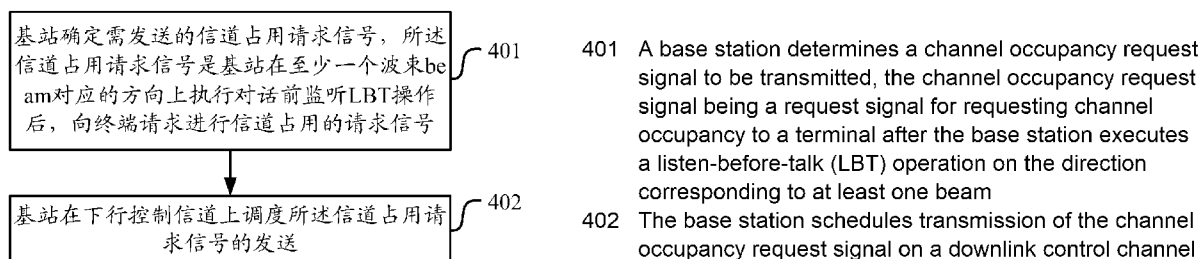 基站确定需发送的信道占用请求信号，所述
信道占用请求信号是基站在至少一个波束be
am对应的方向上执行对话前监听LBT操作
后，向终端请求进行信道占用的请求信号
401
基站在下行控制信道上调度所述信道占用请
求信号的发送
402
401 A base station determines a channel occupancy request
signal to be transmitted, the channel occupancy request
signal being a request signal for requesting channel
occupancy to a terminal after the base station executes
a listen-before-talk (LBT) operation on the direction
corresponding to at least one beam
402 The base station schedules transmission of the channel
occupancy request signal on a downlink control channel